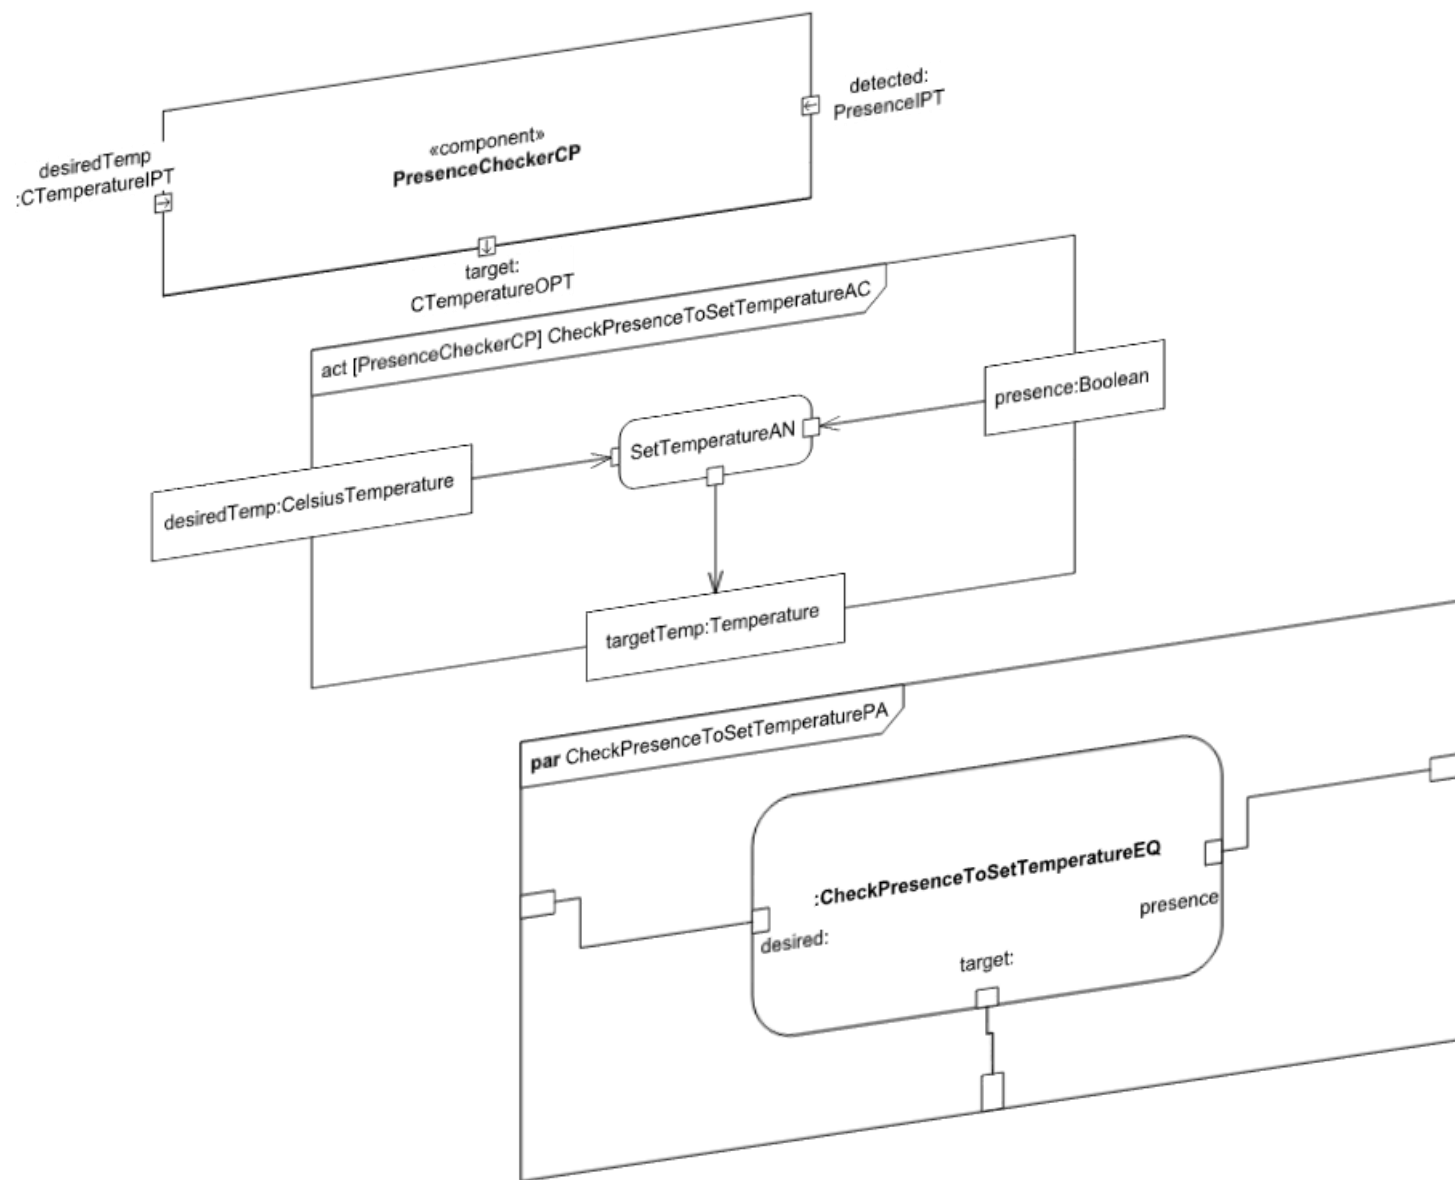 detected:
PresenceIPT
«component»
PresenceCheckerCP
desiredTemp
:CTemperatureIPT
target:
CTemperatureOPT
act [PresenceCheckerCP] CheckPresenceToSetTemperatureAC
presence:Boolean
SetTemperatureAN
desiredTemp:CelsiusTemperature
targetTemp:Temperature
par CheckPresenceToSetTemperaturePA
:CheckPresenceToSetTemperatureEQ
presence
desired:
target: